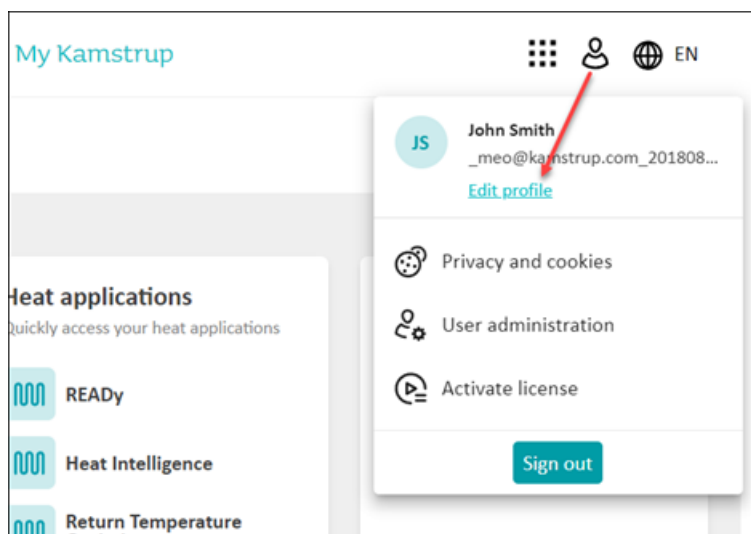 My Kamstrup
EN
JS
John Smith
_meo@kamstrup.com_201808...
Edit profile
Privacy and cookies
User administration
Activate license
Sign out
Heat applications
Quickly access your heat applications
READy
Heat Intelligence
Return Temperature